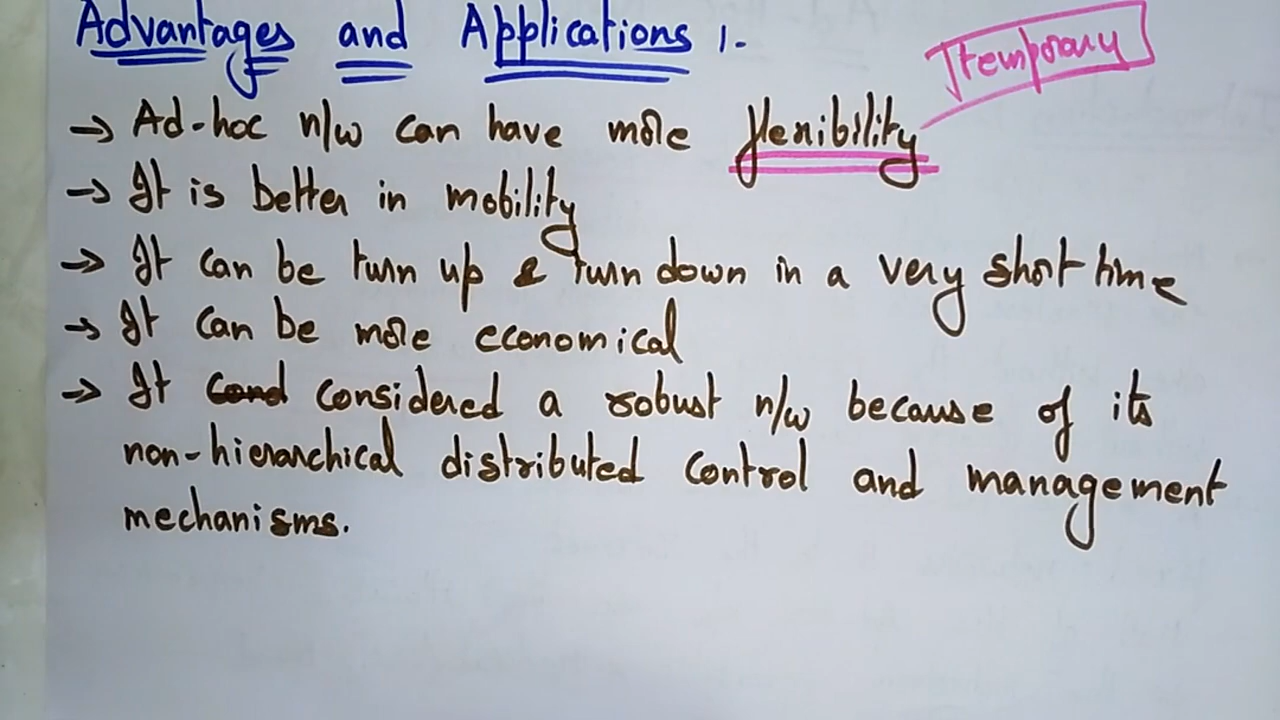 Advantages and Applications :-
temporary
→ Ad-hoc n/w can have more flexibility
→ It is better in mobility
→ It can be turn up & turn down in a very short time
→ It can be more economical
→ It cond considered a robust n/w because of its
non-hierarchical distributed control and management
mechanisms.